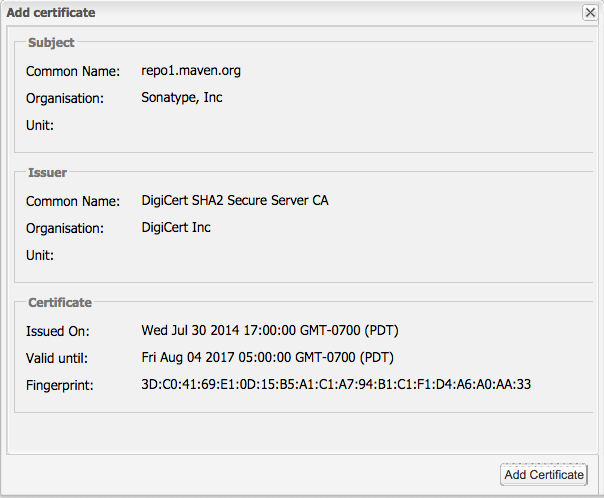 Add certificate
Subject
Common Name: repo1.maven.org
Organisation: Sonatype, Inc
Unit:
Issuer
Common Name: DigiCert SHA2 Secure Server CA
Organisation: DigiCert Inc
Unit:
Certificate
Issued On: Wed Jul 30 2014 17:00:00 GMT-0700 (PDT)
Valid until: Fri Aug 04 2017 05:00:00 GMT-0700 (PDT)
Fingerprint: 3D:C0:41:69:E1:0D:15:B5:A1:C1:A7:94:B1:C1:F1:D4:A6:A0:AA:33
Add Certificate